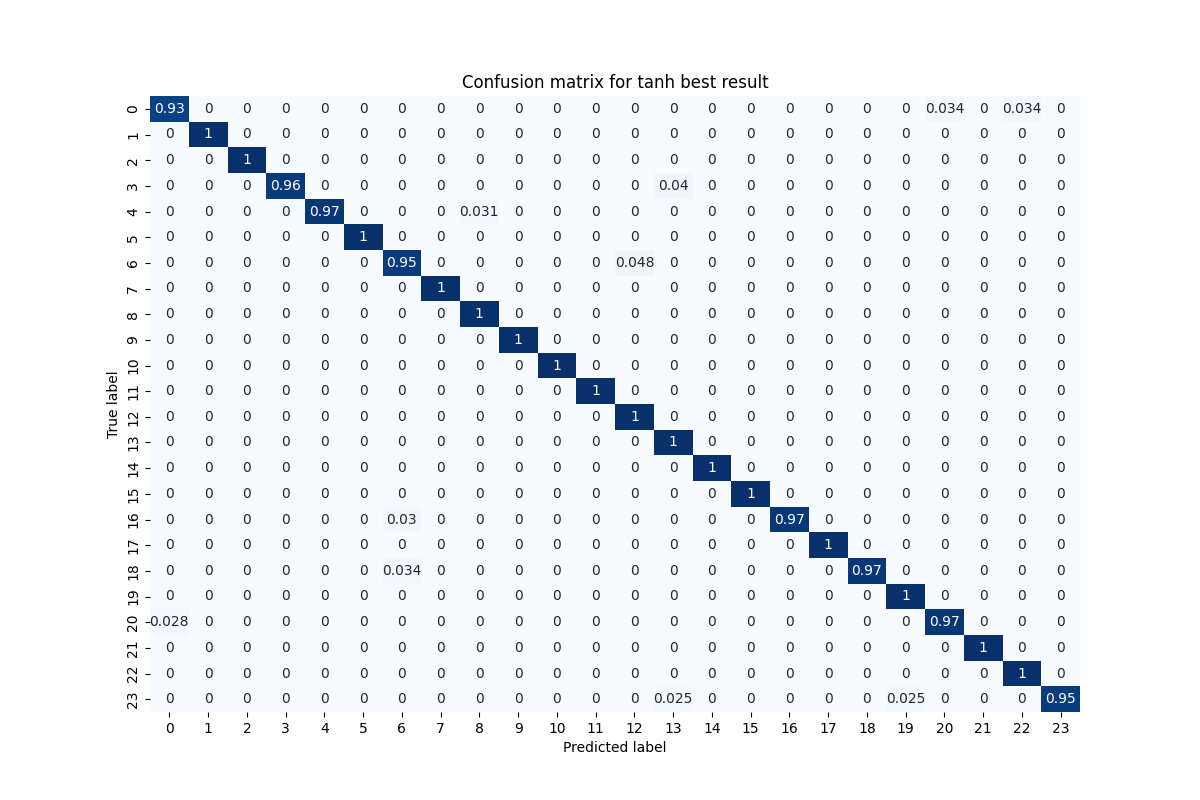 Confusion matrix for tanh best result
0 0.93 0 0 0 0 0 0 0 0 0 0 0 0 0 0 0 0 0 0 0 0.034 0 0.034 0
1 0 1 0 0 0 0 0 0 0 0 0 0 0 0 0 0 0 0 0 0 0 0 0 0
2 0 0 1 0 0 0 0 0 0 0 0 0 0 0 0 0 0 0 0 0 0 0 0 0
3 0 0 0 0.96 0 0 0 0 0 0 0 0 0 0.04 0 0 0 0 0 0 0 0 0 0
4 0 0 0 0 0.97 0 0 0 0.031 0 0 0 0 0 0 0 0 0 0 0 0 0 0 0
5 0 0 0 0 0 1 0 0 0 0 0 0 0 0 0 0 0 0 0 0 0 0 0 0
6 0 0 0 0 0 0 0.95 0 0 0 0 0 0.048 0 0 0 0 0 0 0 0 0 0 0
7 0 0 0 0 0 0 0 1 0 0 0 0 0 0 0 0 0 0 0 0 0 0 0 0
8 0 0 0 0 0 0 0 0 1 0 0 0 0 0 0 0 0 0 0 0 0 0 0 0
9 0 0 0 0 0 0 0 0 0 1 0 0 0 0 0 0 0 0 0 0 0 0 0 0
10 0 0 0 0 0 0 0 0 0 0 1 0 0 0 0 0 0 0 0 0 0 0 0 0
11 0 0 0 0 0 0 0 0 0 0 0 1 0 0 0 0 0 0 0 0 0 0 0 0
12 0 0 0 0 0 0 0 0 0 0 0 0 1 0 0 0 0 0 0 0 0 0 0 0
13 0 0 0 0 0 0 0 0 0 0 0 0 0 1 0 0 0 0 0 0 0 0 0 0
14 0 0 0 0 0 0 0 0 0 0 0 0 0 0 1 0 0 0 0 0 0 0 0 0
15 0 0 0 0 0 0 0 0 0 0 0 0 0 0 0 1 0 0 0 0 0 0 0 0
16 0 0 0 0 0 0 0.03 0 0 0 0 0 0 0 0 0 0.97 0 0 0 0 0 0 0
17 0 0 0 0 0 0 0 0 0 0 0 0 0 0 0 0 0 1 0 0 0 0 0 0
18 0 0 0 0 0 0 0.034 0 0 0 0 0 0 0 0 0 0 0 0.97 0 0 0 0 0
19 0 0 0 0 0 0 0 0 0 0 0 0 0 0 0 0 0 0 0 1 0 0 0 0
20 0.028 0 0 0 0 0 0 0 0 0 0 0 0 0 0 0 0 0 0 0 0.97 0 0 0
21 0 0 0 0 0 0 0 0 0 0 0 0 0 0 0 0 0 0 0 0 0 1 0 0
22 0 0 0 0 0 0 0 0 0 0 0 0 0 0 0 0 0 0 0 0 0 0 1 0
23 0 0 0 0 0 0 0 0 0 0 0 0 0 0.025 0 0 0 0 0 0.025 0 0 0 0.95
True label
0 1 2 3 4 5 6 7 8 9 10 11 12 13 14 15 16 17 18 19 20 21 22 23
Predicted label